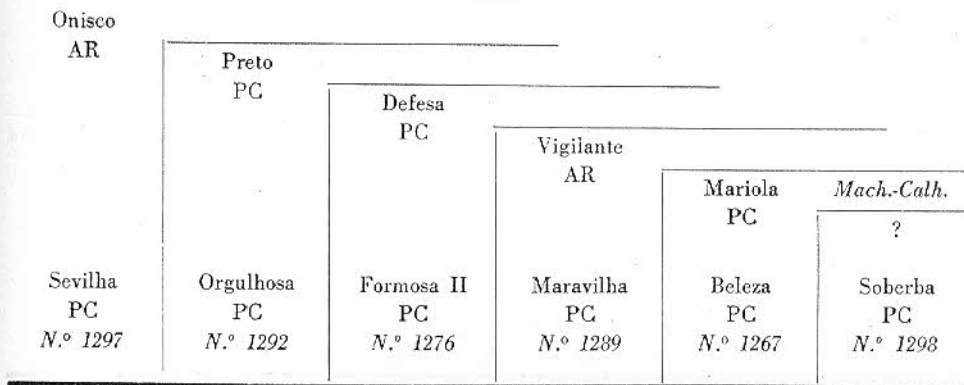 Onisco
AR
Preto
PC
Defesa
PC
Vigilante
AR
Mariola
PC
Mach.-Calh.
?
Sevilha
PC
N.º 1297
Orgulhosa
PC
N.º 1292
Formosa II
PC
N.º 1276
Maravilha
PC
N.º 1289
Beleza
PC
N.º 1267
Soberba
PC
N.º 1298